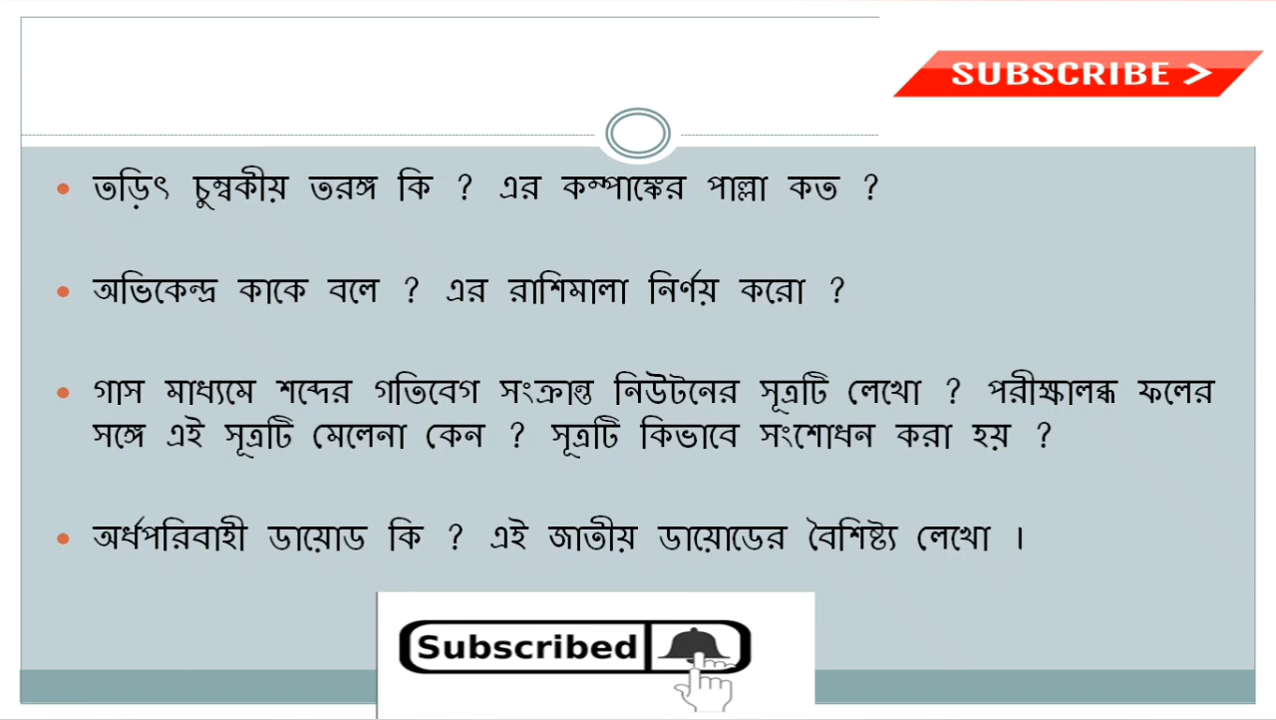 SUBSCRIBE >
তড়িৎ চুম্বকীয় তরঙ্গ কি ? এর কম্পাঙ্কের পাল্লা কত ?
অভিকেন্দ্র কাকে বলে ? এর রাশিমালা নির্ণয় করো ?
গাস মাধ্যমে শব্দের গতিবেগ সংক্রান্ত নিউটনের সূত্রটি লেখো ? পরীক্ষালব্ধ ফলের
সঙ্গে এই সূত্রটি মেলেনা কেন ? সূত্রটি কিভাবে সংশোধন করা হয় ?
অর্ধপরিবাহী ডায়োড কি ? এই জাতীয় ডায়োডের বৈশিষ্ট্য লেখো ।
Subscribed